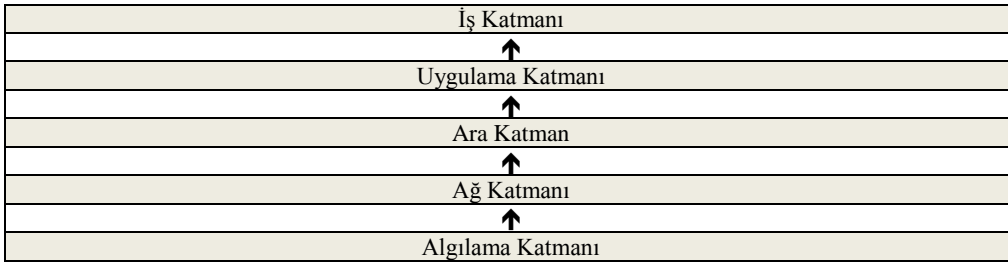 İş Katmanı
🡹
Uygulama Katmanı
🡹
Ara Katman
🡹
Ağ Katmanı
🡹
Algılama Katmanı